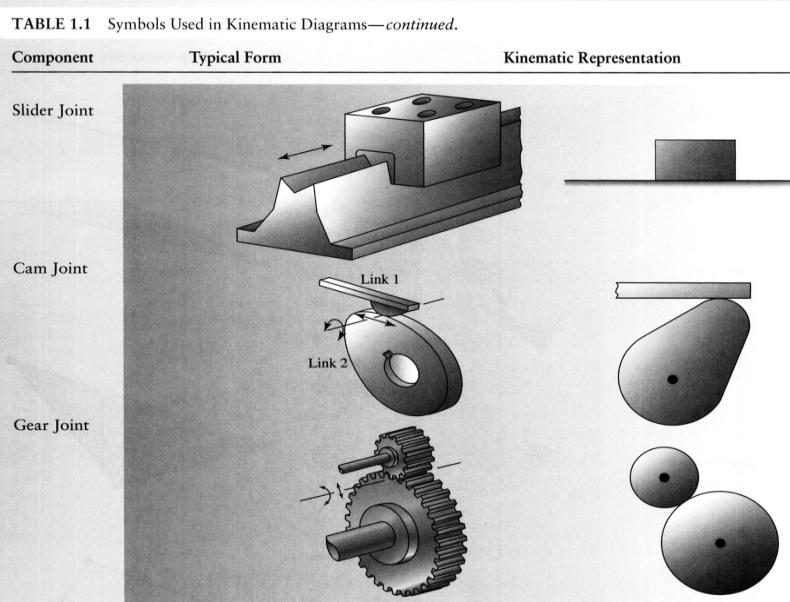 TABLE 1.1 Symbols Used in Kinematic Diagrams—continued.
Component Typical Form Kinematic Representation
Slider Joint
Cam Joint
Link 1
Link 2
Gear Joint